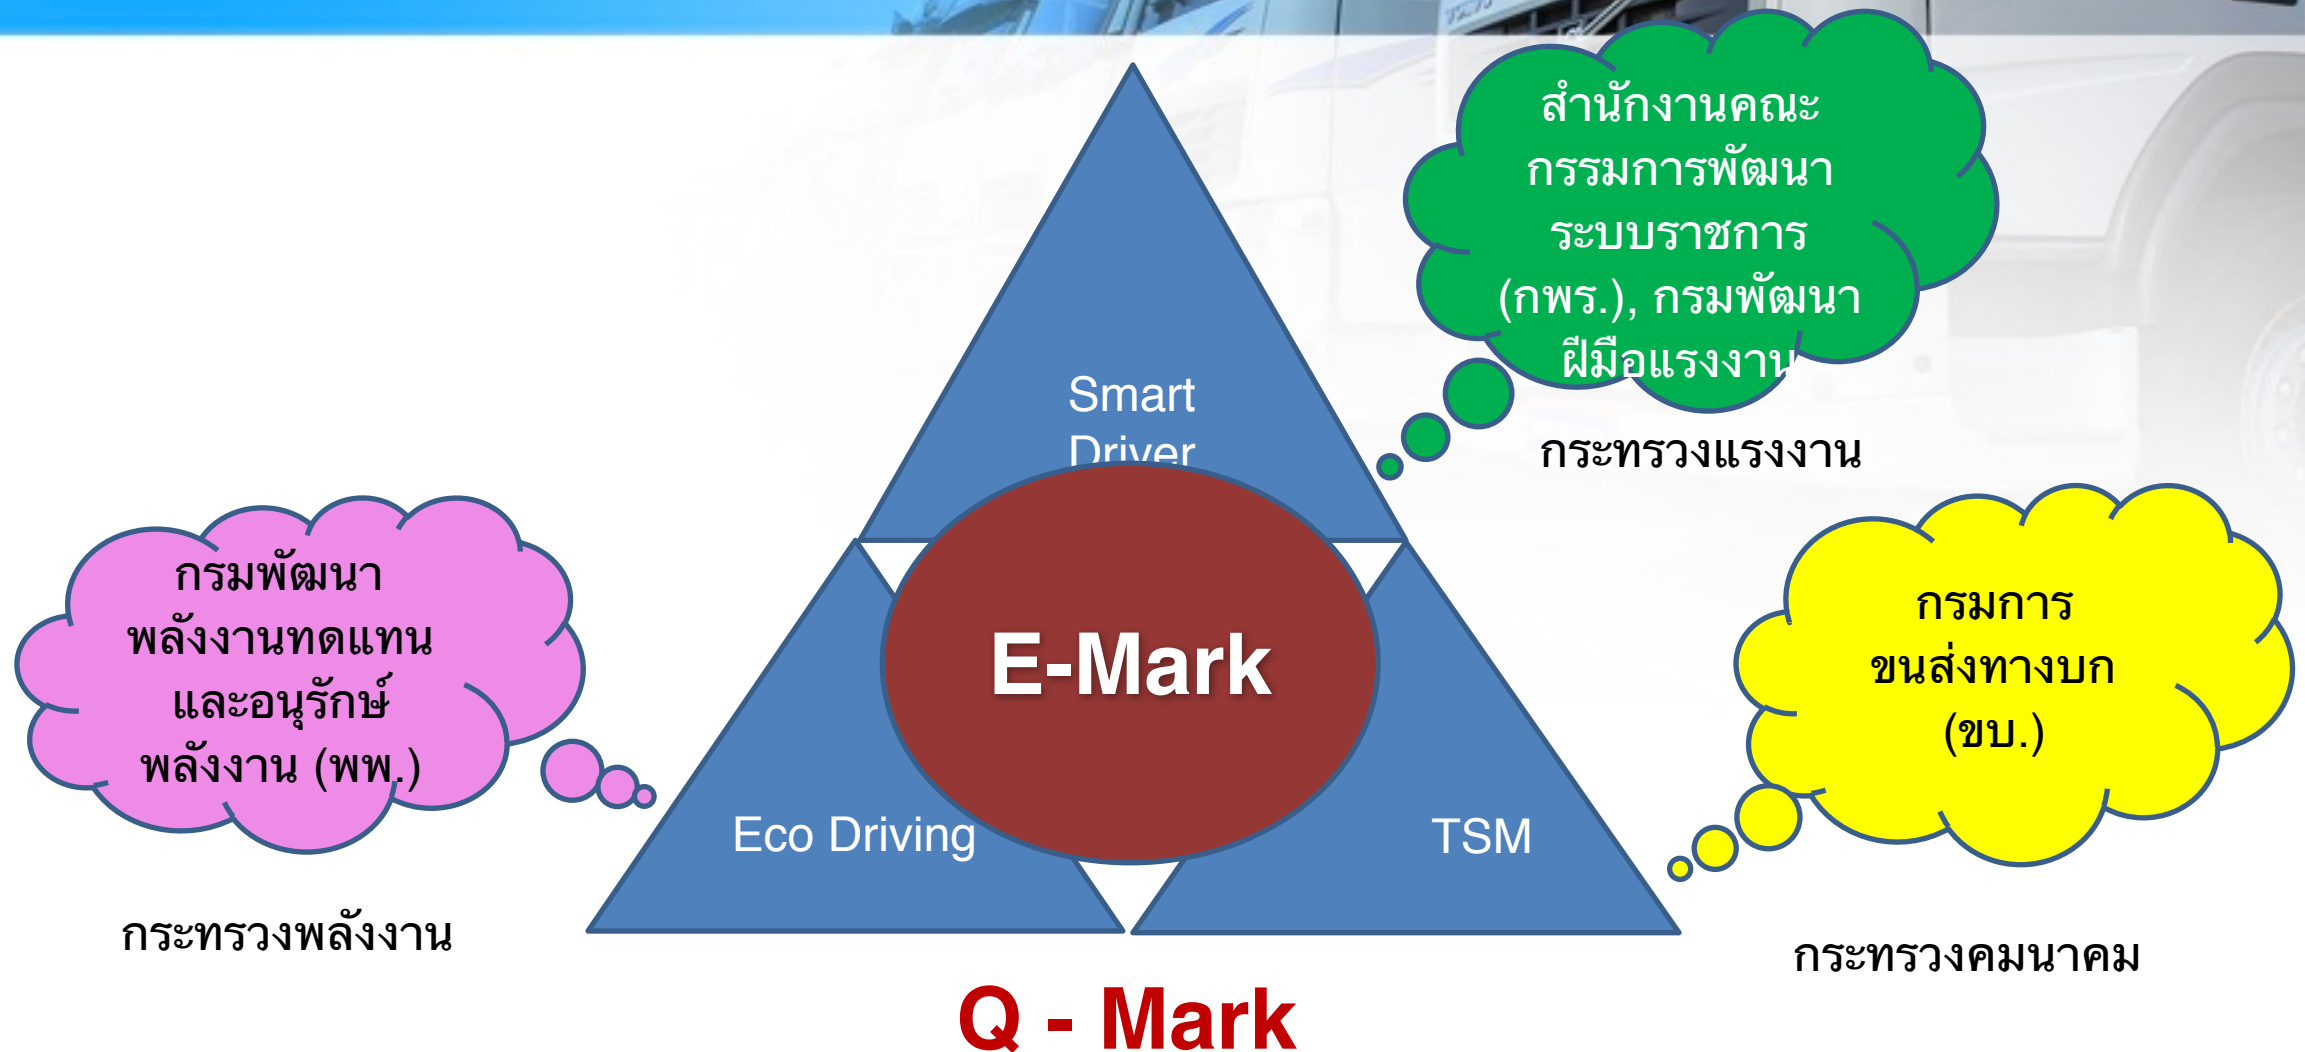 สำนักงานคณะ
กรรมการพัฒนา
ระบบราชการ
(กพร.), กรมพัฒนา
ฝีมือแรงงาน
กระทรวงแรงงาน
Smart
Driver
กรมพัฒนา
พลังงานทดแทน
และอนุรักษ์
พลังงาน (พพ.)
กระทรวงพลังงาน
E-Mark
กรมการ
ขนส่งทางบก
(ขบ.)
กระทรวงคมนาคม
Eco Driving
TSM
Q - Mark